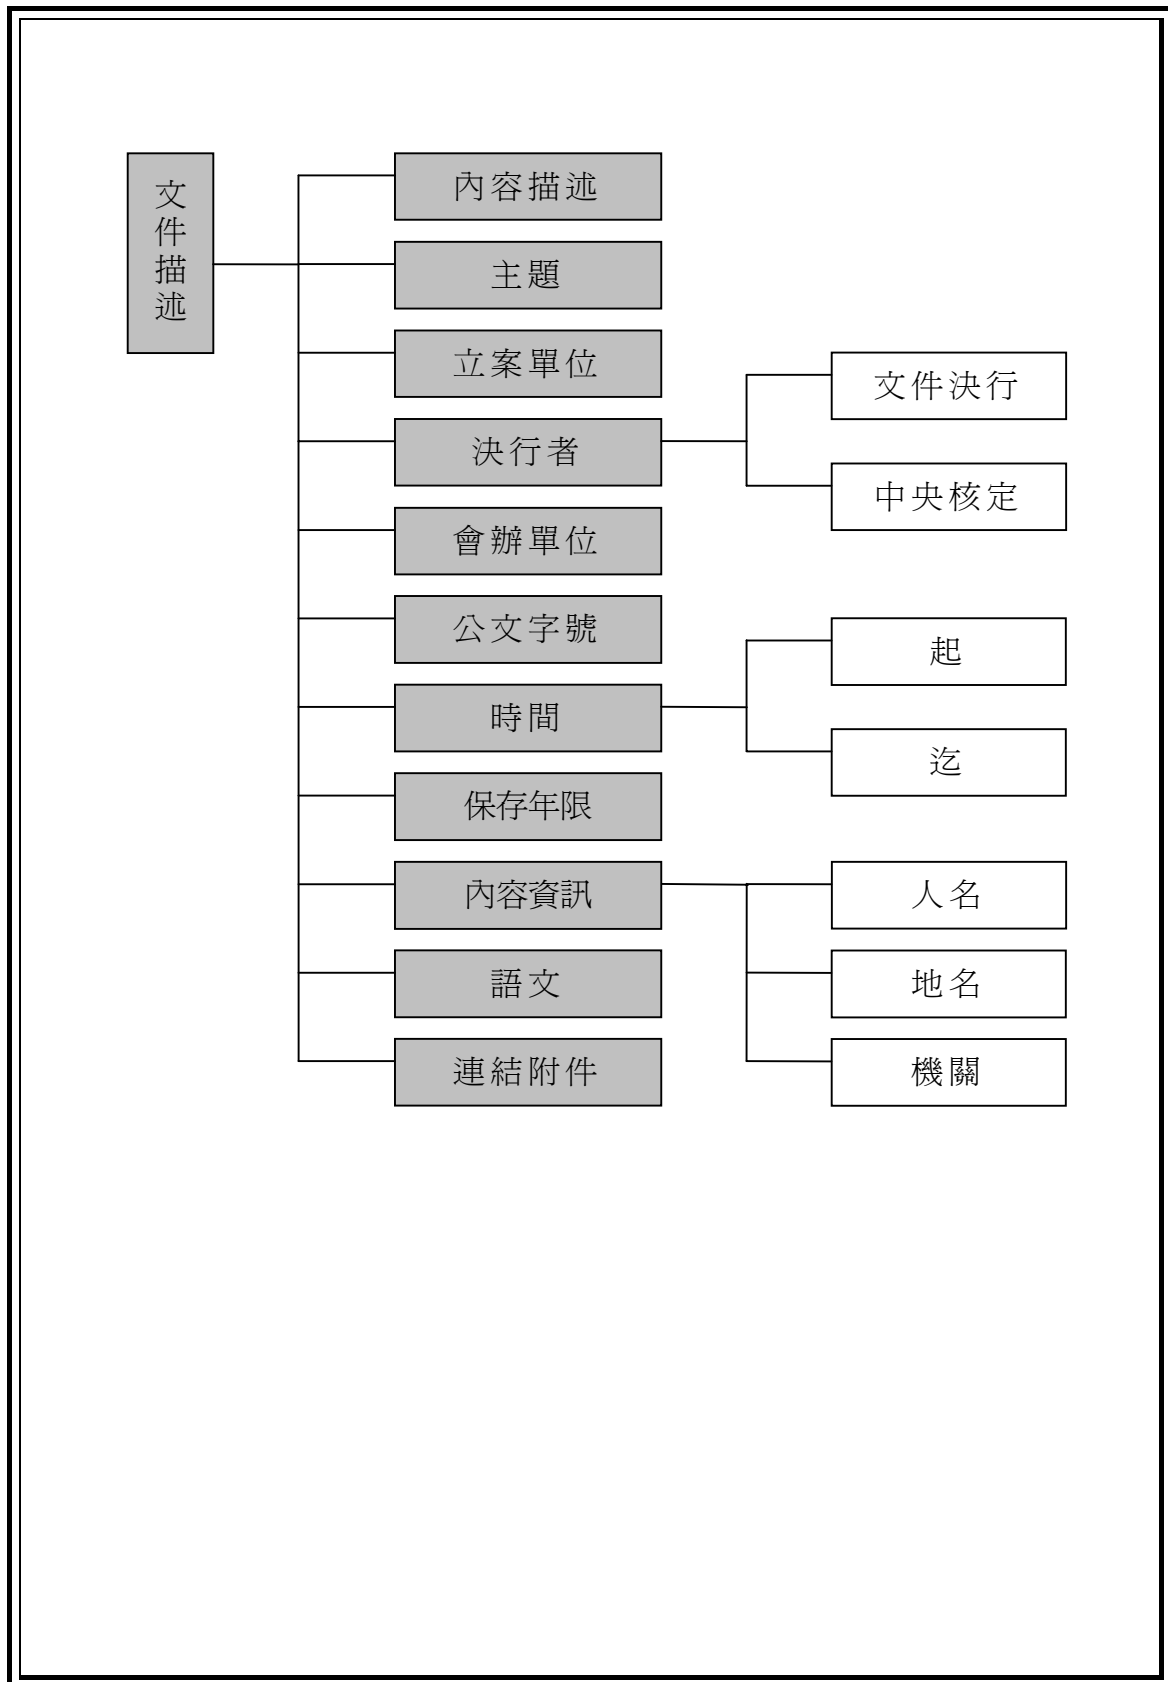 文件描述
內容描述
主題
立案單位
決行者
文件決行
中央核定
會辦單位
公文字號
時間
起
迄
保存年限
內容資訊
人名
地名
機關
語文
連結附件